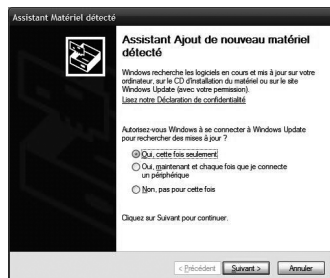 Assistant Matériel détecté
Assistant Ajout de nouveau matériel
détecté
Windows recherche les logiciels en cours et mis à jour sur votre
ordinateur, sur le CD d'installation du matériel ou sur le site
Windows Update (avec votre permission).
Lisez notre Déclaration de confidentialité
Autorisez-vous Windows à se connecter à Windows Update
pour rechercher des mises à jour ?
Oui, cette fois seulement
Oui, maintenant et chaque fois que je connecte
un périphérique
Non, pas pour cette fois
Cliquez sur Suivant pour continuer.
< Précédent
Suivant >
Annuler